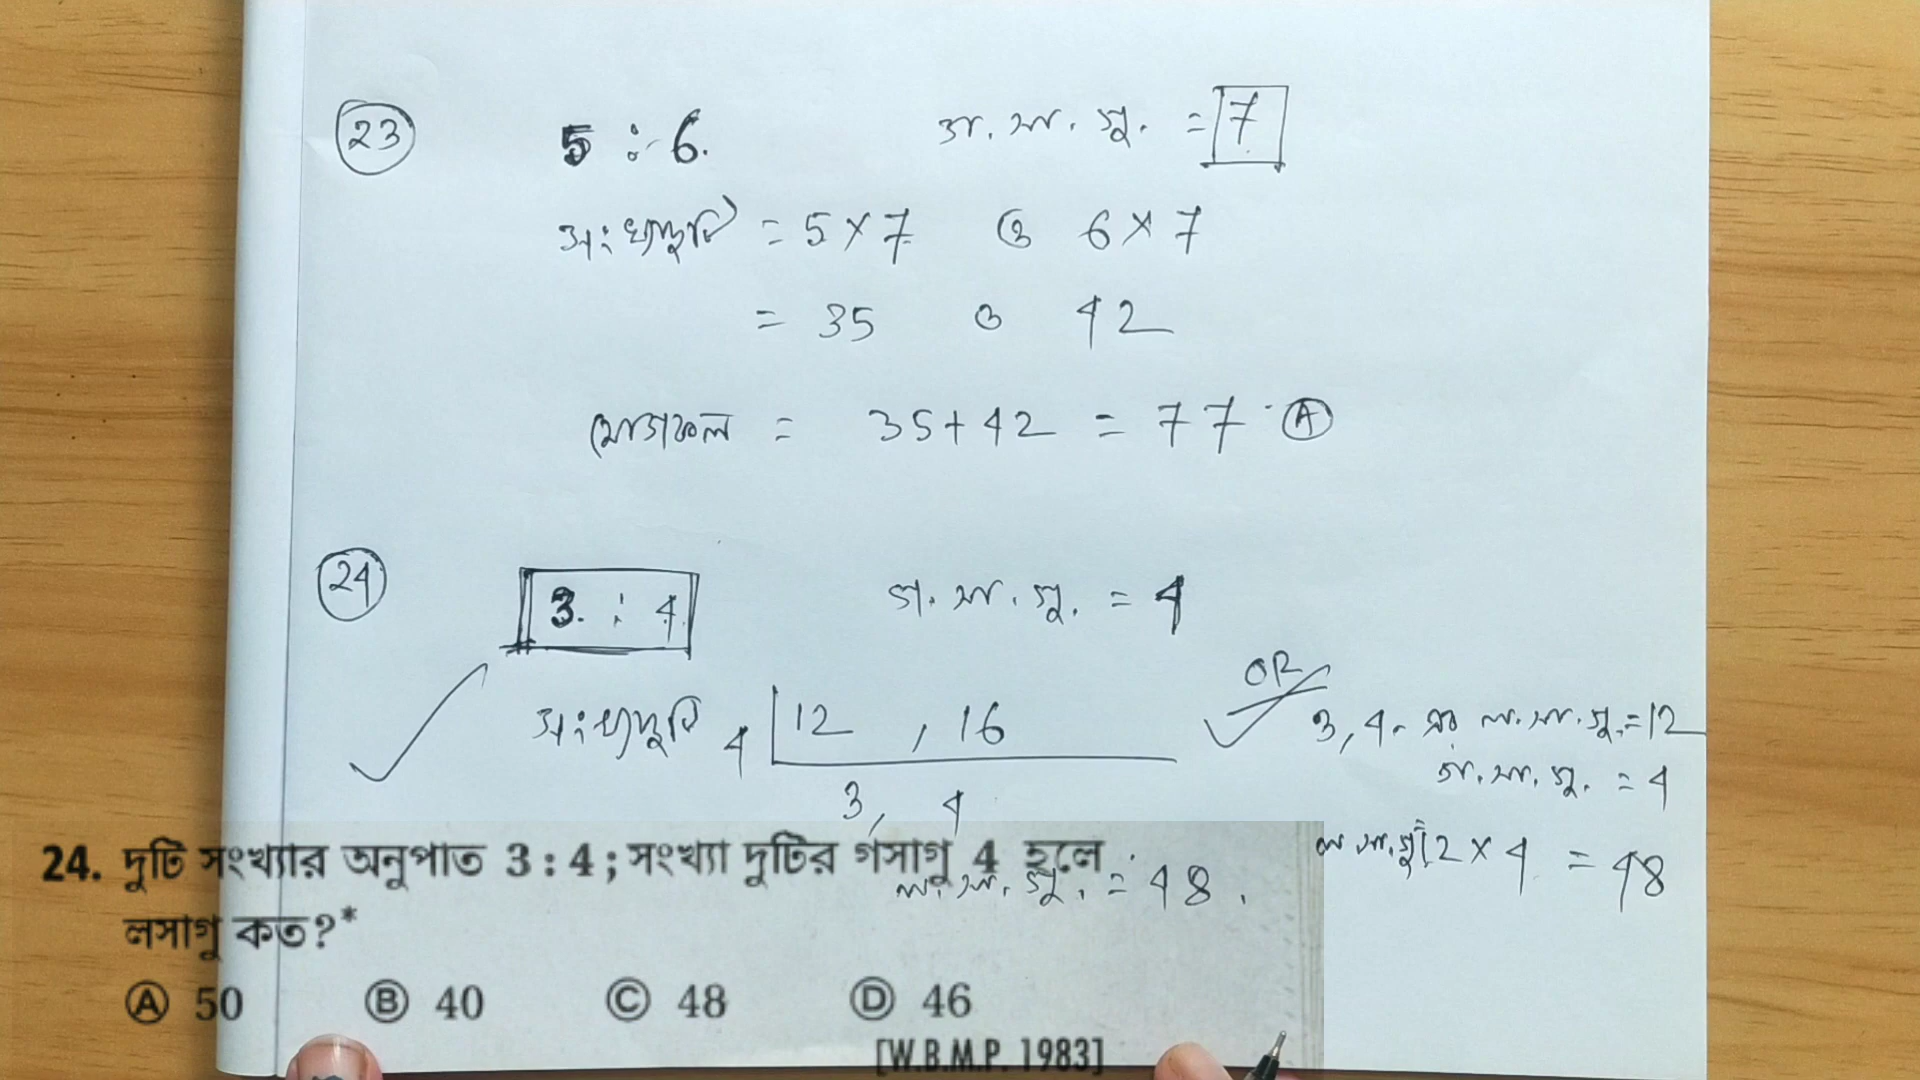 23 5 : 6. গ.সা.গু. = 7
সংখ্যাদুটি = 5 × 7 ও 6 × 7
= 35 ও 42
যোগফল = 35 + 42 = 77 A
24 3 : 4 গ.সা.গু. = 4
সংখ্যাদুটি 4 12 , 16
3, 4
ল.সা.গু. = 48.
OR
3, 4 এর ল.সা.গু. = 12
গ.সা.গু. = 4
ল.সা.গু = 12 × 4 = 48
24. দুটি সংখ্যার অনুপাত 3 : 4 ; সংখ্যা দুটির গসাগু 4 হলে
লসাগু কত?*
A 50 B 40 C 48 D 46
[W.B.M.P. 1983]